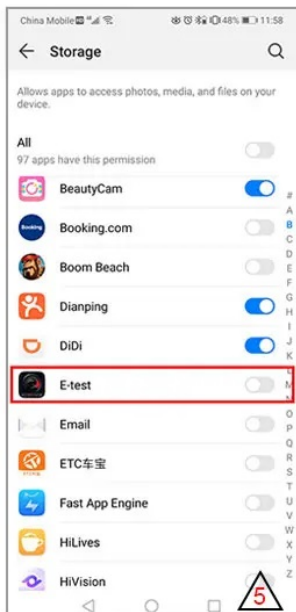 China Mobile 48% 11:58
Storage
Allows apps to access photos, media, and files on your
device.
All
97 apps have this permission
BeautyCam
Booking
Booking.com
Boom Beach
Dianping
DiDi
E-test
Email
ETC车宝
Fast App Engine
HiLives
HiVision
#
A
B
C
D
E
F
G
H
I
J
K
L
M
N
O
P
Q
R
S
T
U
V
W
X
Y
Z
5